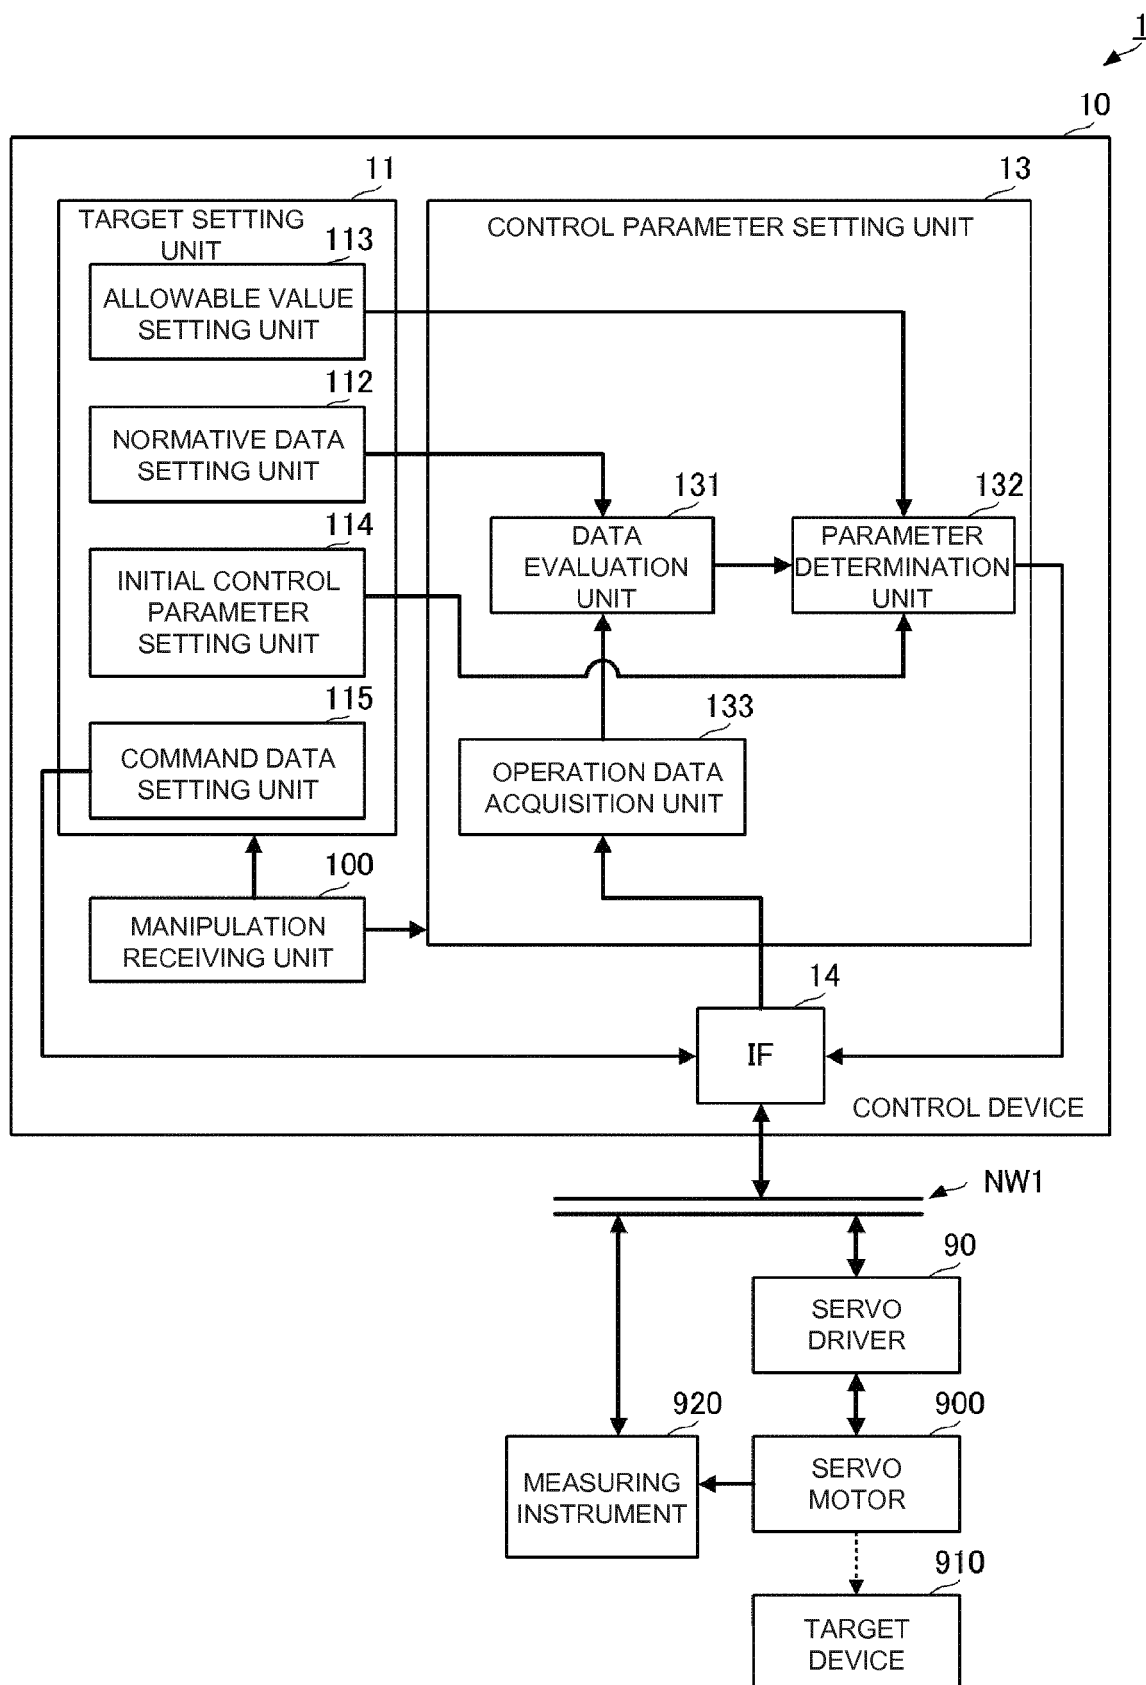 1
10
11
13
TARGET SETTING
UNIT
CONTROL PARAMETER SETTING UNIT
113
ALLOWABLE VALUE
SETTING UNIT
112
NORMATIVE DATA
SETTING UNIT
131
132
DATA
EVALUATION
UNIT
PARAMETER
DETERMINATION
UNIT
114
INITIAL CONTROL
PARAMETER
SETTING UNIT
115
COMMAND DATA
SETTING UNIT
133
OPERATION DATA
ACQUISITION UNIT
100
MANIPULATION
RECEIVING UNIT
14
IF
CONTROL DEVICE
NW1
90
SERVO
DRIVER
920
MEASURING
INSTRUMENT
900
SERVO
MOTOR
910
TARGET
DEVICE